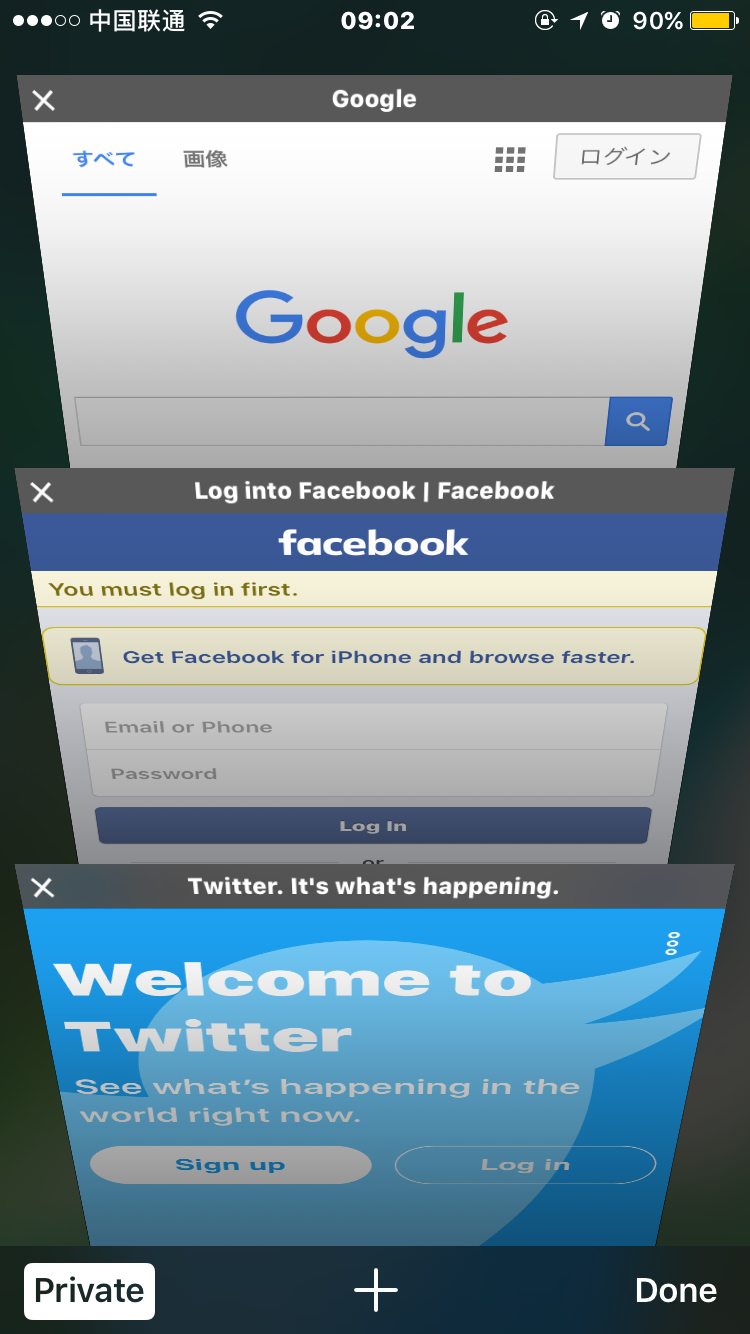 中国联通
09:02
90%
Google
すべて
画像
ログイン
Google
Log into Facebook | Facebook
facebook
You must log in first.
Get Facebook for iPhone and browse faster.
Email or Phone
Password
Log In
or
Twitter. It's what's happening.
Welcome to
Twitter
See what's happening in the
world right now.
Sign up
Log in
Private
Done